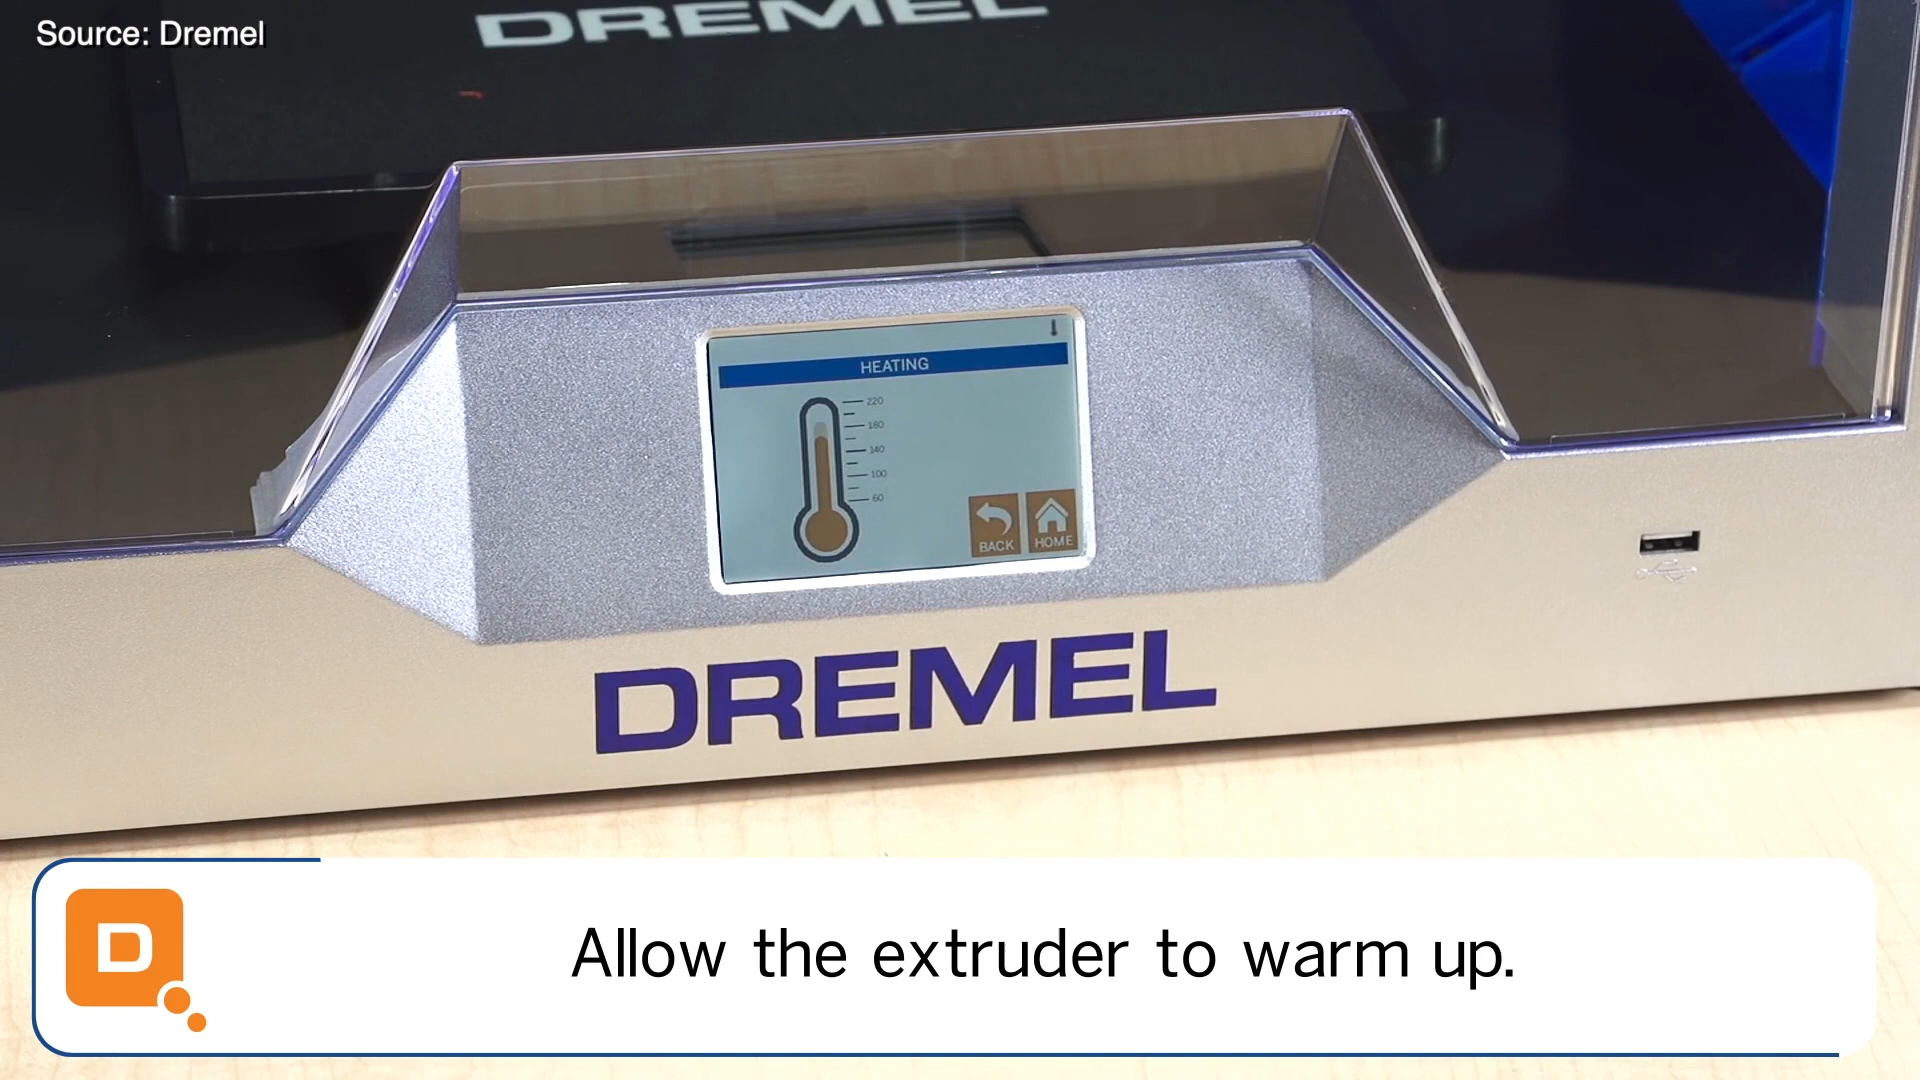 Source: Dremel
DREMEL
HEATING
220
180
140
100
60
BACK
HOME
DREMEL
D
Allow the extruder to warm up.